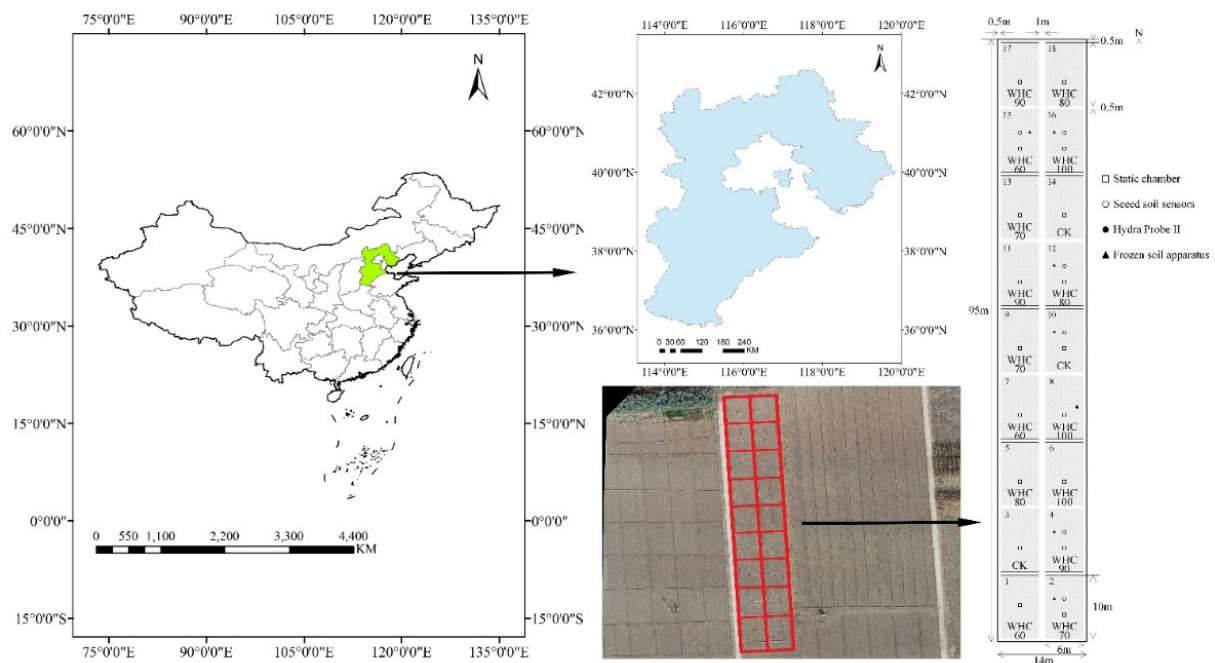 75°0'0"E 90°0'0"E 105°0'0"E 120°0'0"E 135°0'0"E
N
60°0'0"N
45°0'0"N
30°0'0"N
15°0'0"N
0°0'0"
15°0'0"S
60°0'0"N
45°0'0"N
30°0'0"N
15°0'0"N
0°0'0"
15°0'0"S
0 550 1,100 2,200 3,300 4,400
KM
75°0'0"E 90°0'0"E 105°0'0"E 120°0'0"E 135°0'0"E
114°0'0"E 116°0'0"E 118°0'0"E 120°0'0"E
N
42°0'0"N
40°0'0"N
38°0'0"N
36°0'0"N
42°0'0"N
40°0'0"N
38°0'0"N
36°0'0"N
0 30 60 120 180 240
KM
114°0'0"E 116°0'0"E 118°0'0"E 120°0'0"E
0.5m 1m
0.5m N
0.5m
95m
17 18
WHC WHC
90 80
15 16
WHC WHC
60 100
13 14
WHC CK
70
11 12
WHC WHC
90 80
9 10
WHC CK
70
7 8
WHC WHC
60 100
5 6
WHC WHC
80 100
3 4
CK WHC
90
1 2
WHC WHC
60 70
10m
6m
14m
Static chamber
Seeed soil sensors
Hydra Probe II
Frozen soil apparatus